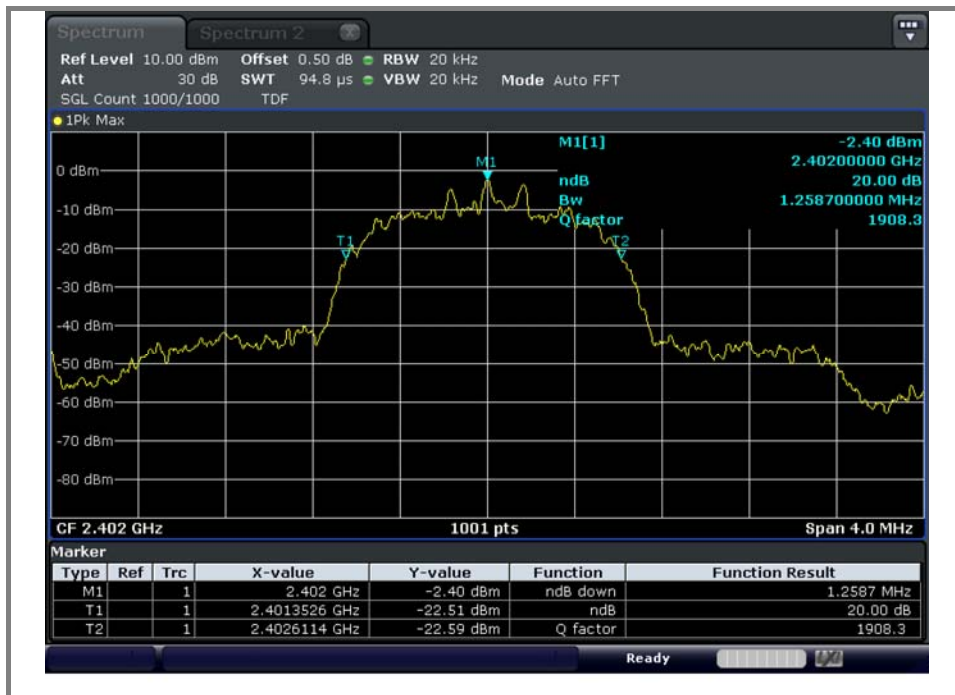 Spectrum Spectrum 2 X
Ref Level 10.00 dBm Offset 0.50 dB RBW 20 kHz
Att 30 dB SWT 94.8 µs VBW 20 kHz Mode Auto FFT
SGL Count 1000/1000 TDF
1Pk Max
M1[1] -2.40 dBm
2.40200000 GHz
ndB 20.00 dB
Bw 1.258700000 MHz
Q factor 1908.3
M1
T1
T2
0 dBm
-10 dBm
-20 dBm
-30 dBm
-40 dBm
-50 dBm
-60 dBm
-70 dBm
-80 dBm
CF 2.402 GHz 1001 pts Span 4.0 MHz
Marker
Type Ref Trc X-value Y-value Function Function Result
M1 1 2.402 GHz -2.40 dBm ndB down 1.2587 MHz
T1 1 2.4013526 GHz -22.51 dBm ndB 20.00 dB
T2 1 2.4026114 GHz -22.59 dBm Q factor 1908.3
Ready